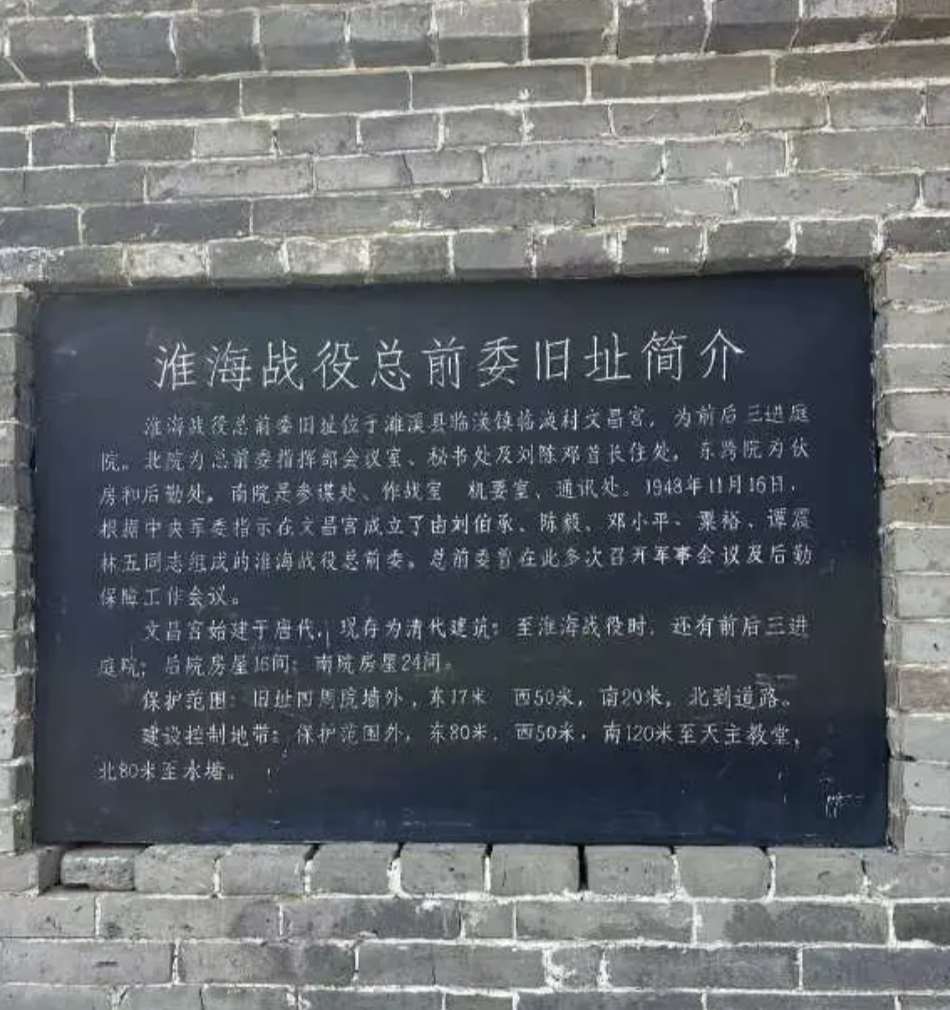 淮海战役总前委旧址简介
淮海战役总前委旧址位于濉溪县临涣镇临涣村文昌宫，为前后三进庭
院。北院为总前委指挥部会议室、秘书处及刘陈邓首长住处，东跨院为伙
房和后勤处，南院是参谋处、作战室 机要室、通讯处。1948年11月16日，
根据中央军委指示在文昌宫成立了由刘伯承、陈毅、邓小平、粟裕、谭震
林五同志组成的淮海战役总前委。总前委曾在此多次召开军事会议及后勤
保障工作会议。
文昌宫始建于唐代，现存为清代建筑；至淮海战役时，还有前后三进
庭院；后院房屋16间；南院房屋24间。
保护范围：旧址四周院墙外，东17米 西50米，南20米，北到道路。
建设控制地带：保护范围外，东80米，西50米，南120米至天主教堂，
北80米至水塘。